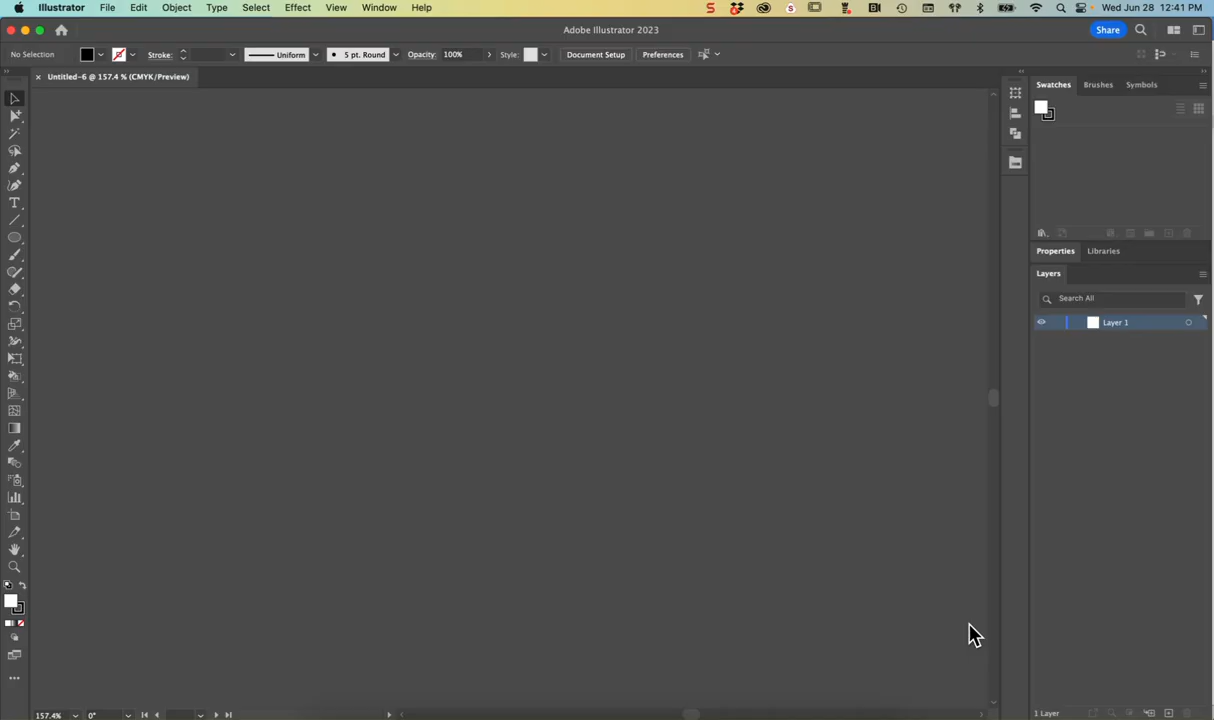 Illustrator File Edit Object Type Select Effect View Window Help Wed Jun 28 12:41 PM
Adobe Illustrator 2023 Share
No Selection Stroke: Uniform 5 pt. Round Opacity: 100% Style: Document Setup Preferences
× Untitled-6 @ 157.4 % (CMYK/Preview)
Swatches Brushes Symbols
Properties Libraries
Layers
Search All
Layer 1
157.4% 0° 1 Layer